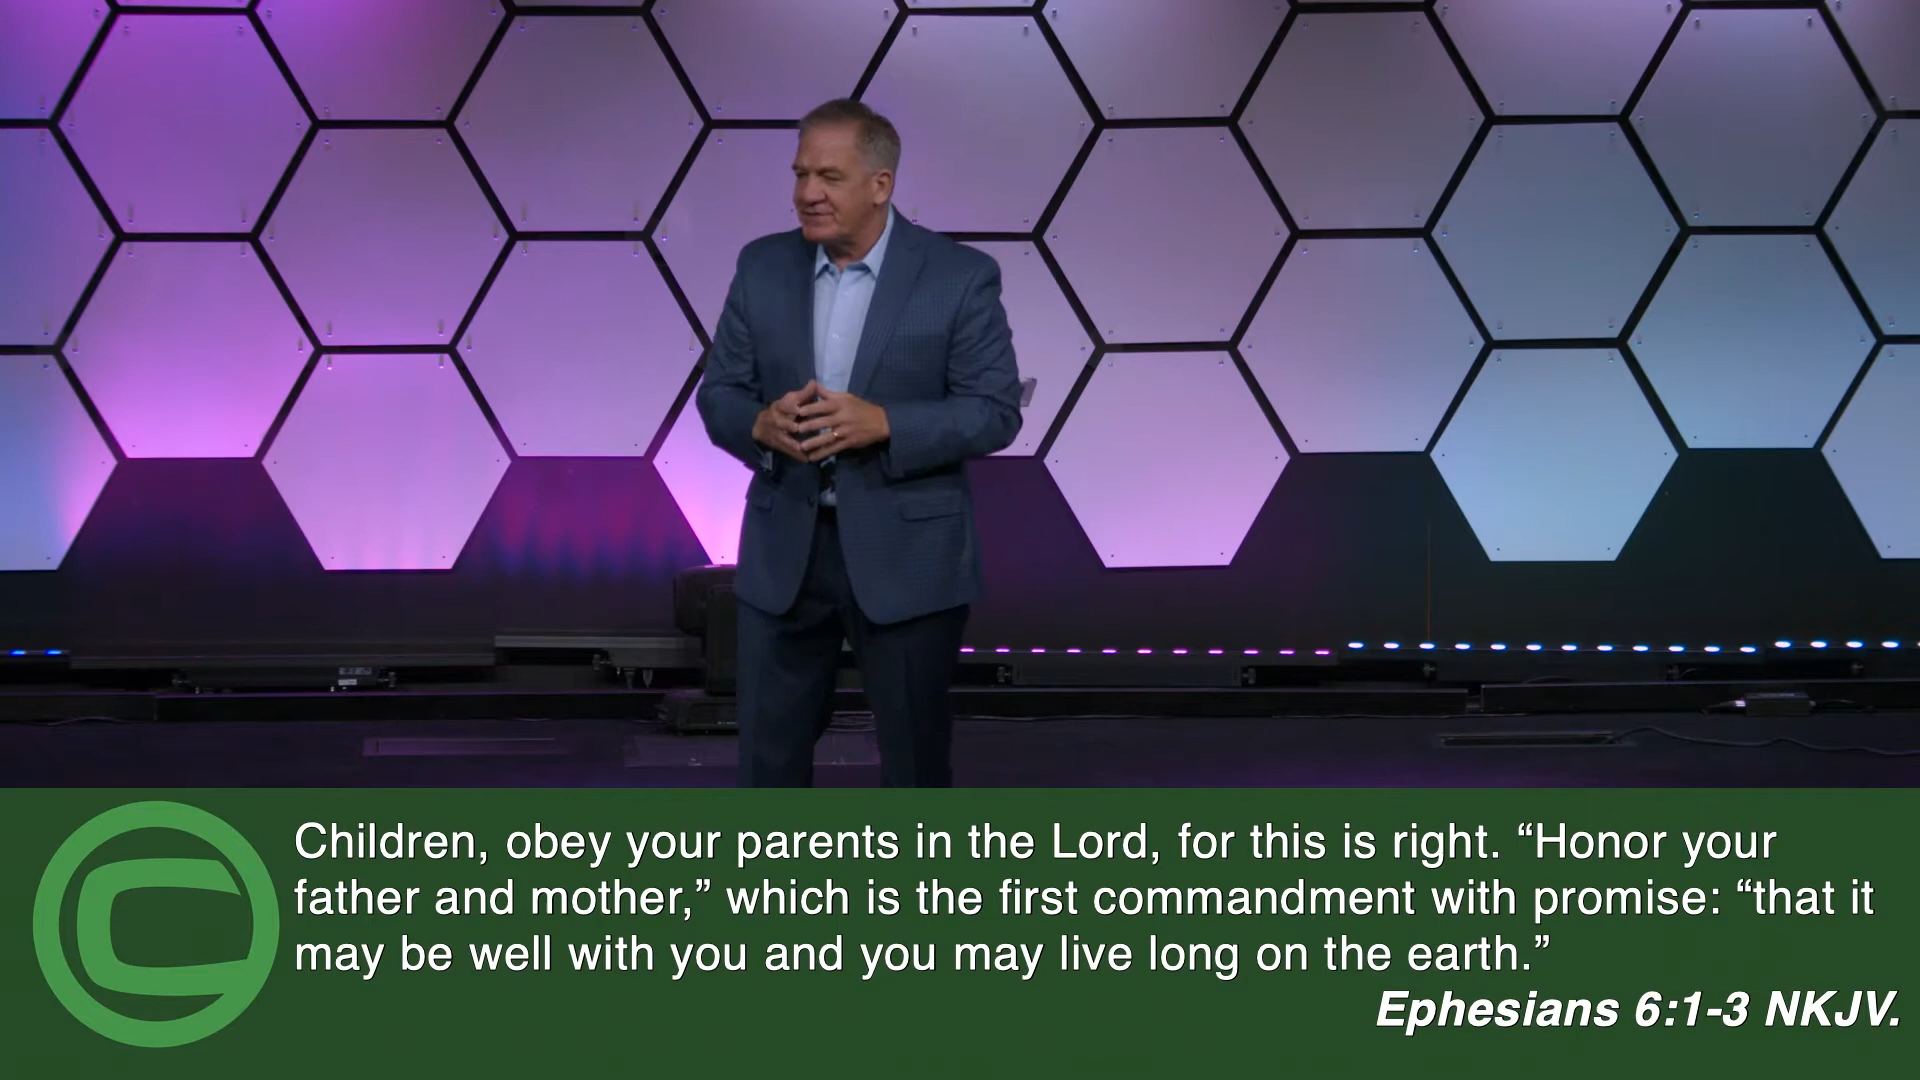 Children, obey your parents in the Lord, for this is right. “Honor your
father and mother,” which is the first commandment with promise: “that it
may be well with you and you may live long on the earth.”
Ephesians 6:1-3 NKJV.